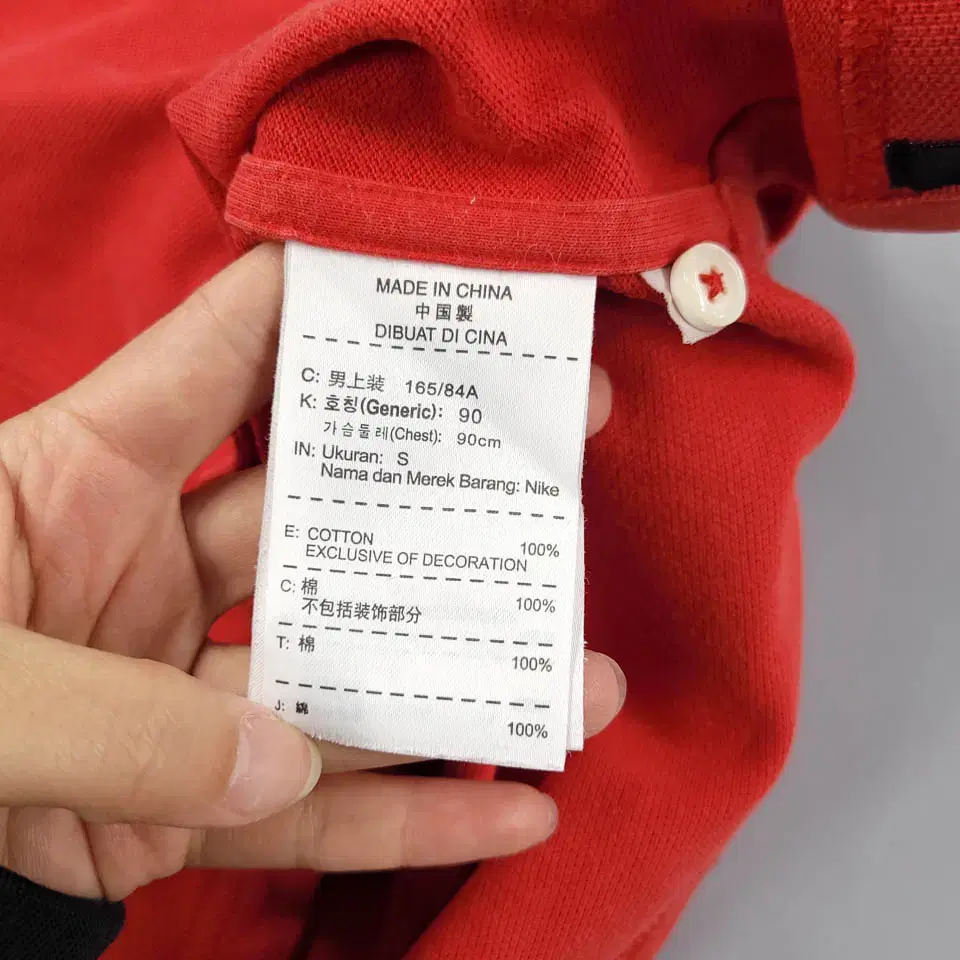 MADE IN CHINA
中国製
DIBUAT DI CINA
C: 男上装 165/84A
K: 호칭(Generic): 90
가슴둘레(Chest): 90cm
IN: Ukuran: S
Nama dan Merek Barang: Nike
E: COTTON 100%
EXCLUSIVE OF DECORATION
C: 棉 100%
不包括装饰部分
T: 棉 100%
J: 綿 100%